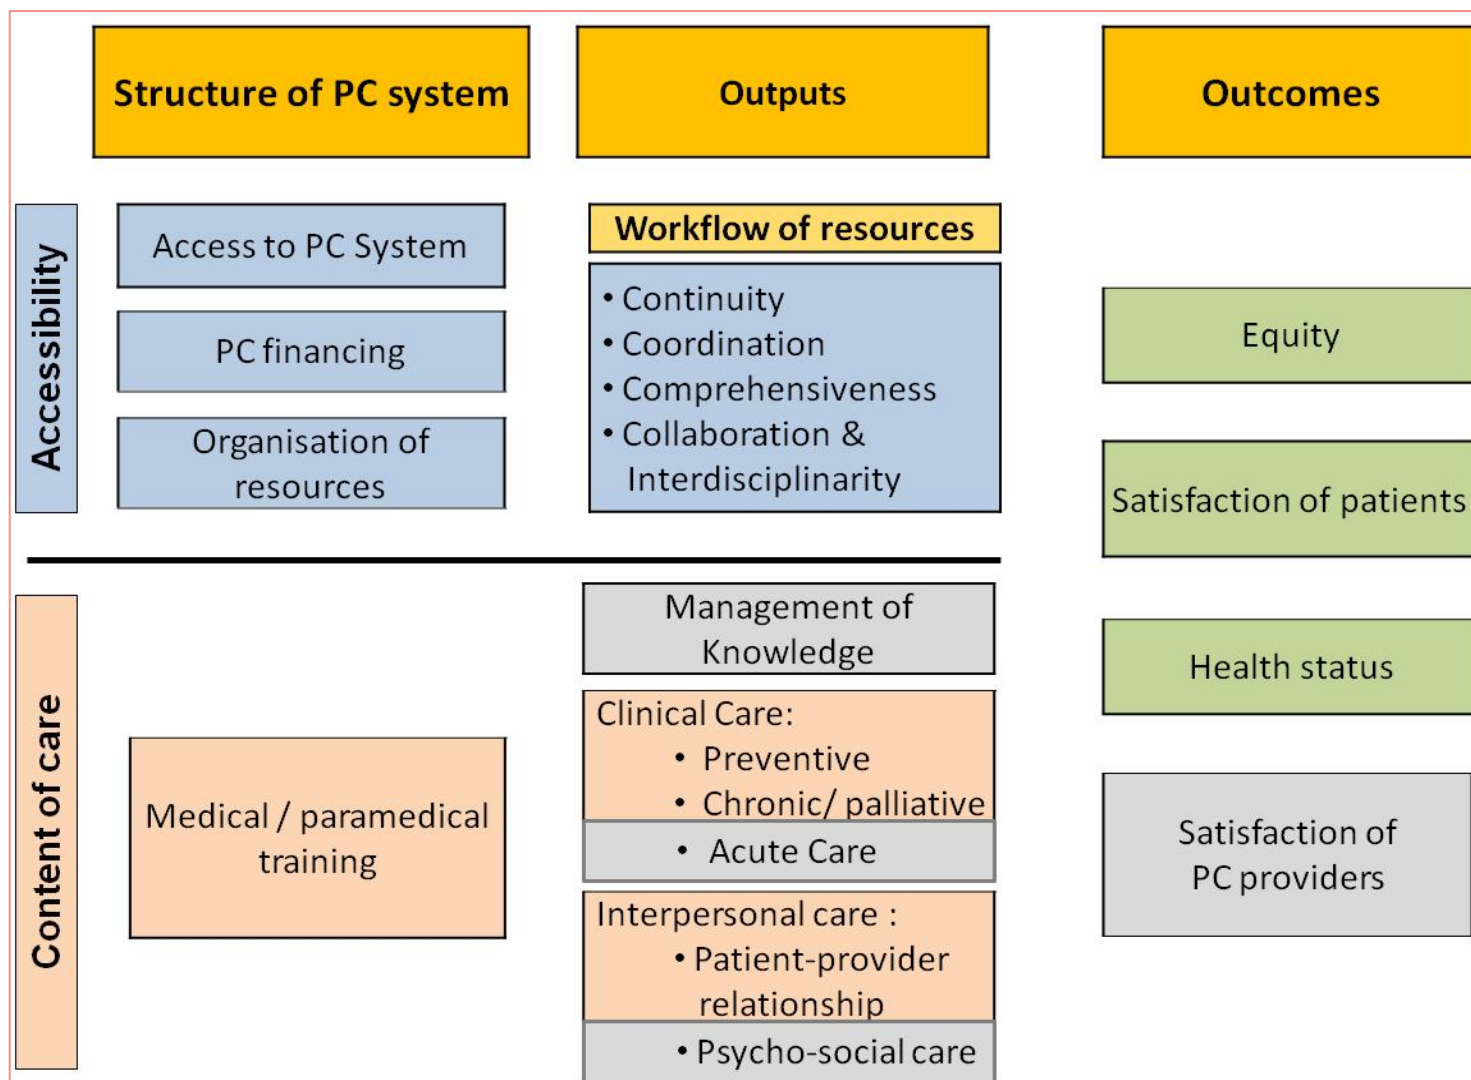 Structure of PC system
Outputs
Outcomes
Accessibility
Access to PC System
PC financing
Organisation of
resources
Workflow of resources
• Continuity
• Coordination
• Comprehensiveness
• Collaboration &
Interdisciplinarity
Equity
Satisfaction of patients
Content of care
Medical / paramedical
training
Management of
Knowledge
Clinical Care:
• Preventive
• Chronic/ palliative
• Acute Care
Interpersonal care :
• Patient-provider
relationship
• Psycho-social care
Health status
Satisfaction of
PC providers